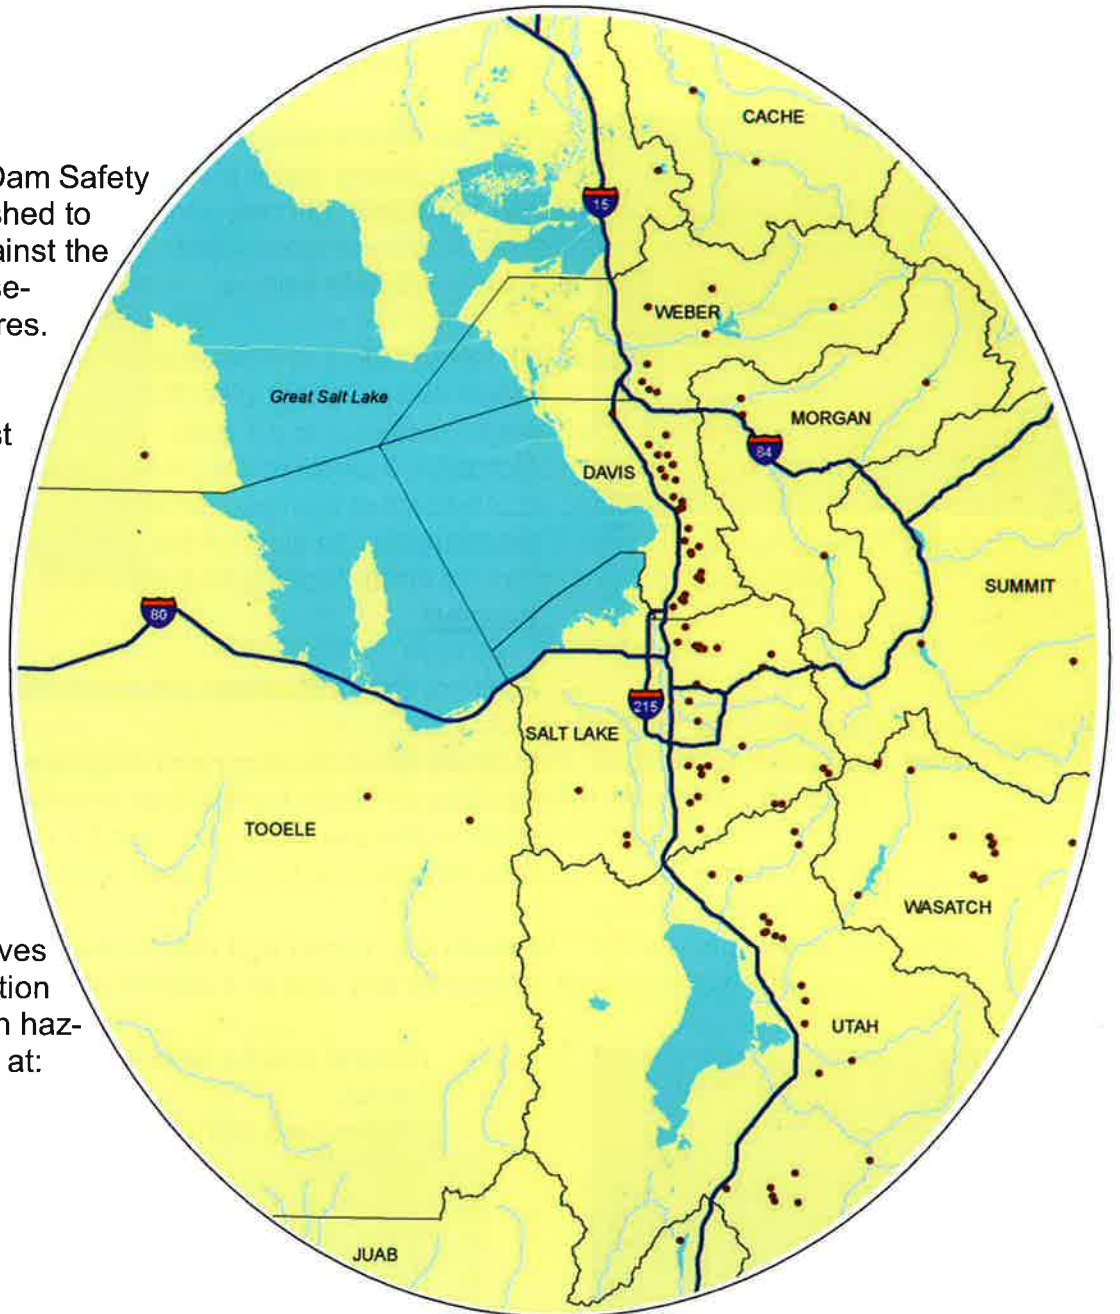 Dam Safety
shed to
ainst the
se-
res.
st
ves
tion
n haz-
at:
CACHE
15
WEBER
Great Salt Lake
MORGAN
84
DAVIS
SUMMIT
80
215
SALT LAKE
TOOELE
WASATCH
UTAH
JUAB